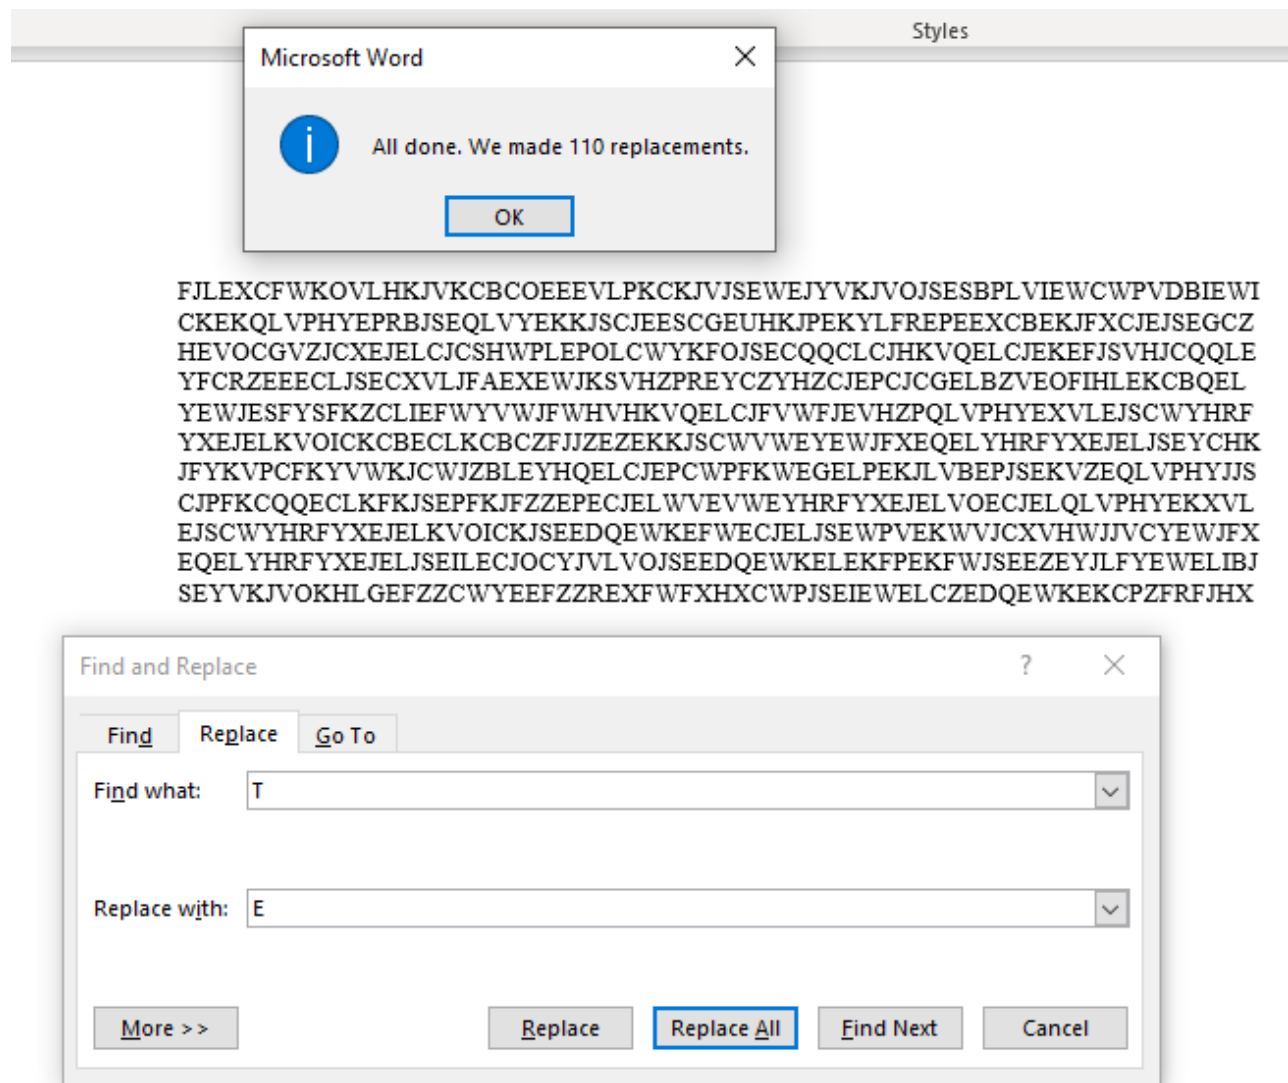 Styles
Microsoft Word
All done. We made 110 replacements.
OK
FJLEXCFWKOVLHKJVKCBCOEEEVLPKCKJVJSEWEJYVKJVOJSESBPLVIEWCWPVDBIEWI
CKEKQLVPHYEPRBJSEQLVYEKKJSCJEESCGEUHKJPEKYLFREPEEXCBEKJFXCJEJSEGCZ
HEVOCGVZJCXEJELCJCSHWPLEPOLCWYKFOJSECQQCLCJHKVQELCJEKEFJSVHJCQQLE
YFCRZEEECLJSECXVLJFAEXEWJKSVHZPREYCZYHZCJEPCJCGELBZVEOFIHLEKCBQEL
YEWJESFYSFKZCLIEFWYVWJFWHVHKVQELCJFVWFJEVHZPQLVPHYEXVLEJSCWYHRF
YXEJELKVOICKCBECLKCBCZFJJZEZEKKJSCWVWEYEWJFXEQELYHRFYXEJELJSEYCHK
JFYKVPCFKYVWKJCWJZBLEYHQELCJEPCWPFKWEGELPEKJLVBEPJSEKVZEQLVPHYJJS
CJPFKCQQECLKFKJSEPFKJFZZEPECJELWVEVWEYHRFYXEJELVOECJELQLVPHYEKXVL
EJSCWYHRFYXEJELKVOICKJSEEDQEWKEFWECJELJSEWPVEKWVJCXVHWJJVCYEWJFX
EQELYHRFYXEJELJSEILECJOCYJVLVOJSEEDQEWKELEKFPEKFWJSEEZEYJLFYEWELIBJ
SEYVKJVOKHLGEFZZCWYEEFZZREXFWFXHXCWPJSEIEWELCZEDQEWKEKCPZFRFJHX
Find and Replace
?
Find
Replace
Go To
Find what:
T
Replace with:
E
More >>
Replace
Replace All
Find Next
Cancel